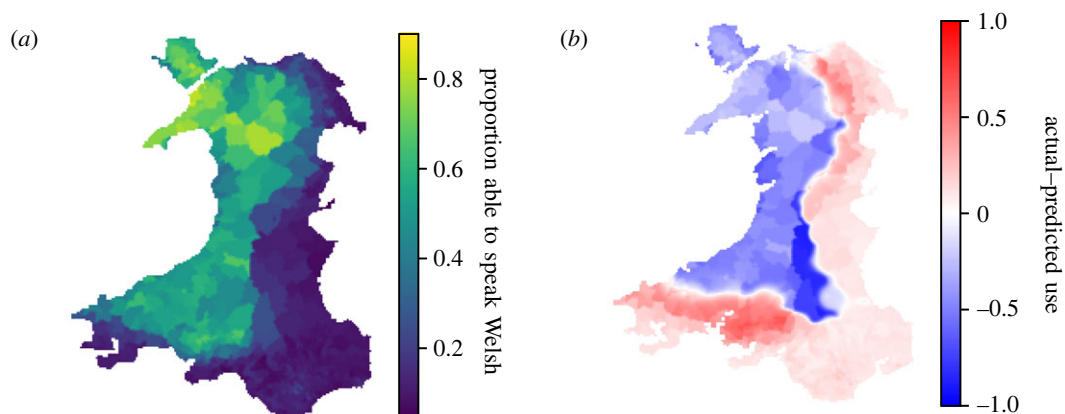 (a)
0.8
0.6
0.4
0.2
proportion able to speak Welsh
(b)
1.0
0.5
0
–0.5
–1.0
actual–predicted use